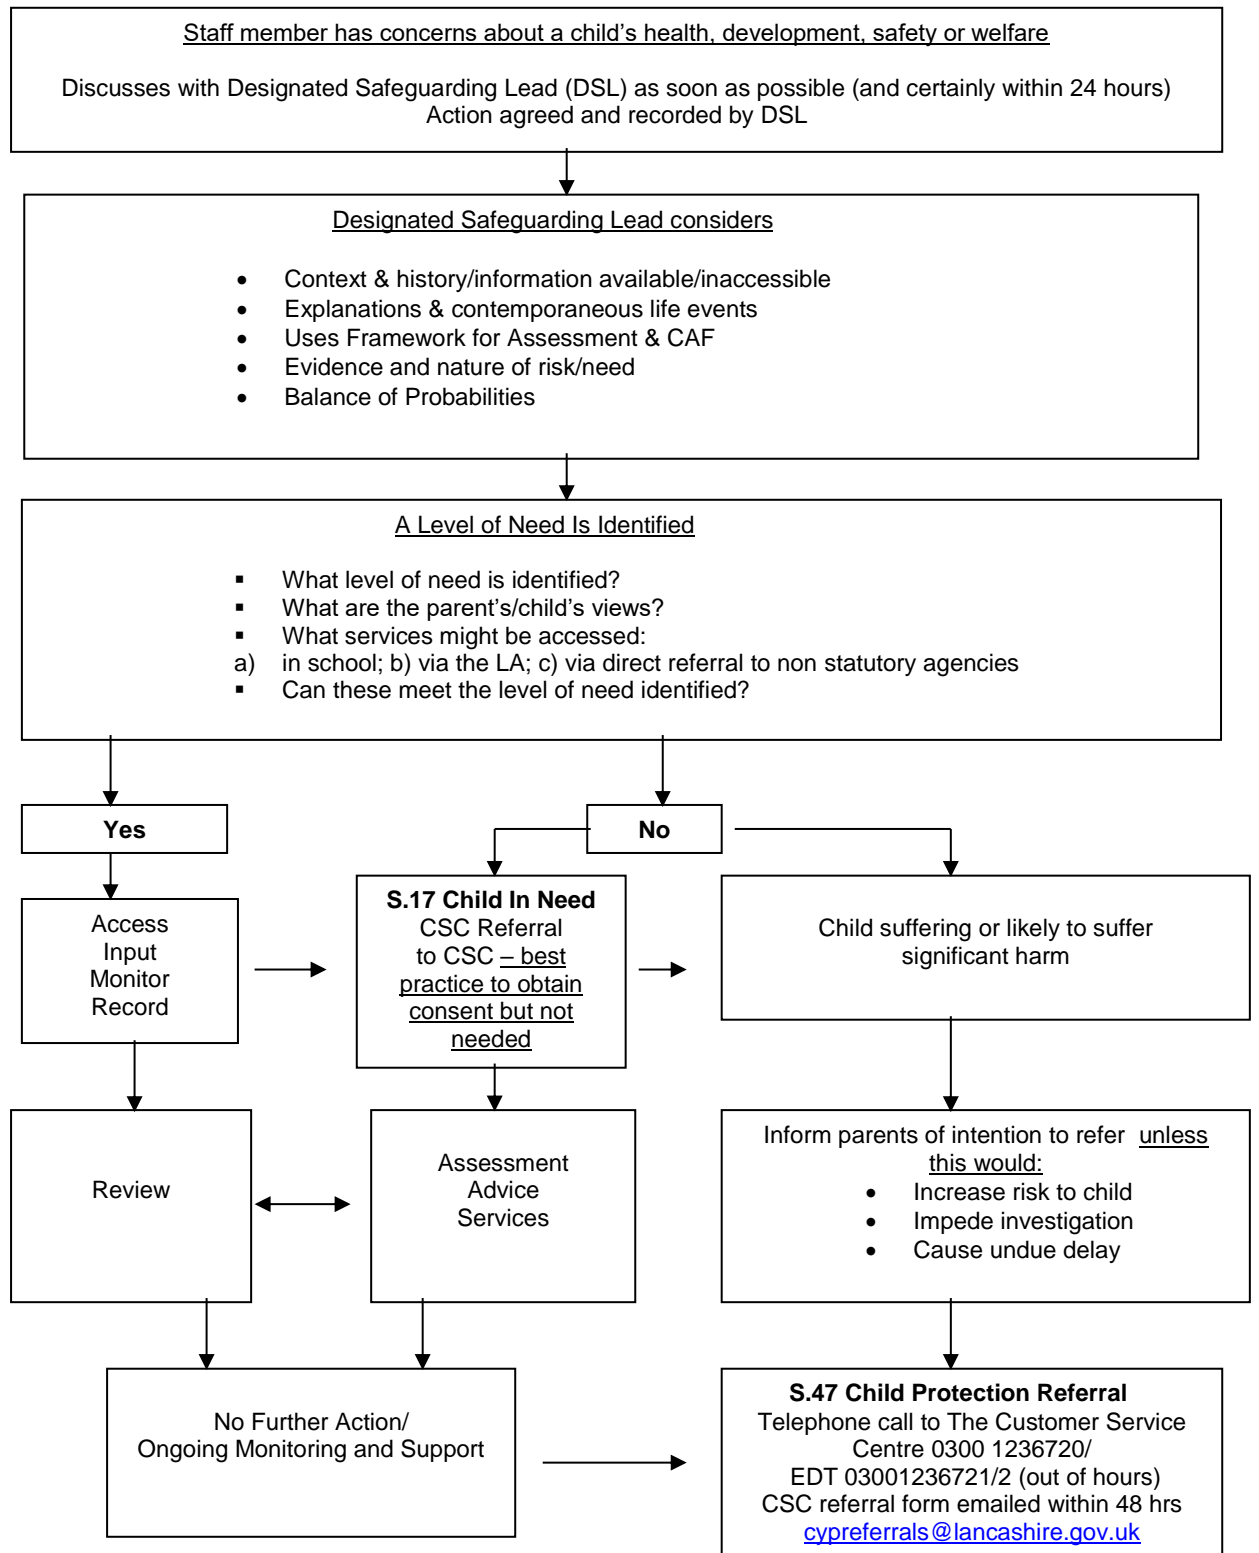 Staff member has concerns about a child’s health, development, safety or welfare
Discusses with Designated Safeguarding Lead (DSL) as soon as possible (and certainly within 24 hours)
Action agreed and recorded by DSL
Designated Safeguarding Lead considers
• Context & history/information available/inaccessible
• Explanations & contemporaneous life events
• Uses Framework for Assessment & CAF
• Evidence and nature of risk/need
• Balance of Probabilities
A Level of Need Is Identified
▪ What level of need is identified?
▪ What are the parent’s/child’s views?
▪ What services might be accessed:
a) in school; b) via the LA; c) via direct referral to non statutory agencies
▪ Can these meet the level of need identified?
Yes
No
Access
Input
Monitor
Record
S.17 Child In Need
CSC Referral
to CSC – best
practice to obtain
consent but not
needed
Child suffering or likely to suffer
significant harm
Review
Assessment
Advice
Services
Inform parents of intention to refer unless
this would:
• Increase risk to child
• Impede investigation
• Cause undue delay
No Further Action/
Ongoing Monitoring and Support
S.47 Child Protection Referral
Telephone call to The Customer Service
Centre 0300 1236720/
EDT 03001236721/2 (out of hours)
CSC referral form emailed within 48 hrs
cypreferrals@lancashire.gov.uk